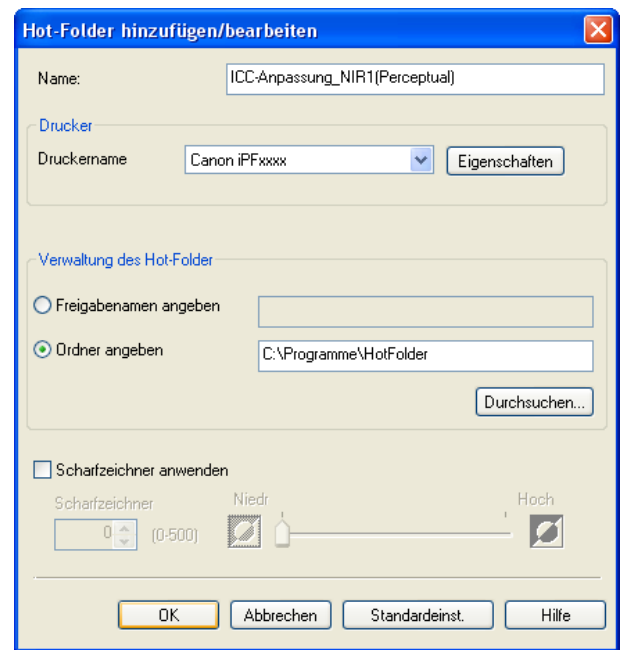 Hot-Folder hinzufügen/bearbeiten
Name: ICC-Anpassung_NIR1(Perceptual)
Drucker
Druckername Canon iPFxxxx Eigenschaften
Verwaltung des Hot-Folder
Freigabenamen angeben
Ordner angeben C:\Programme\HotFolder
Durchsuchen...
Scharfzeichner anwenden
Scharfzeichner Niedr Hoch
0 (0-500)
OK Abbrechen Standardeinst. Hilfe